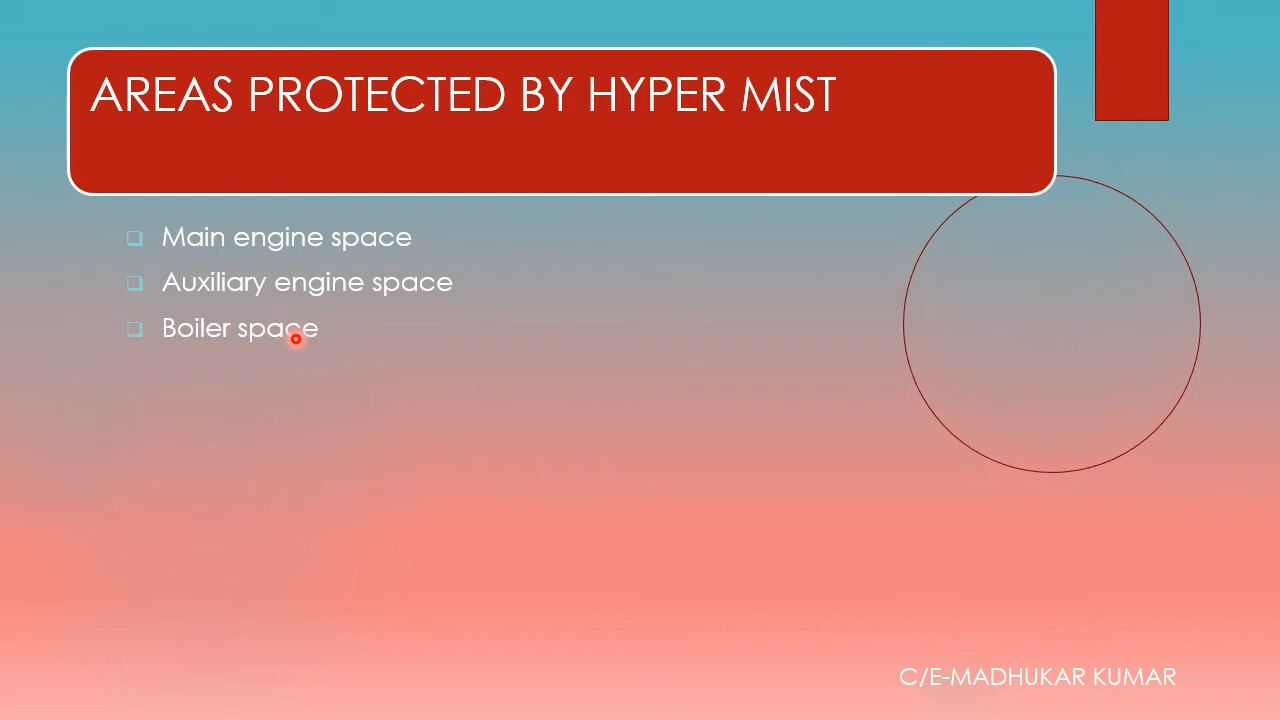 AREAS PROTECTED BY HYPER MIST
Main engine space
Auxiliary engine space
Boiler space
C/E-MADHUKAR KUMAR